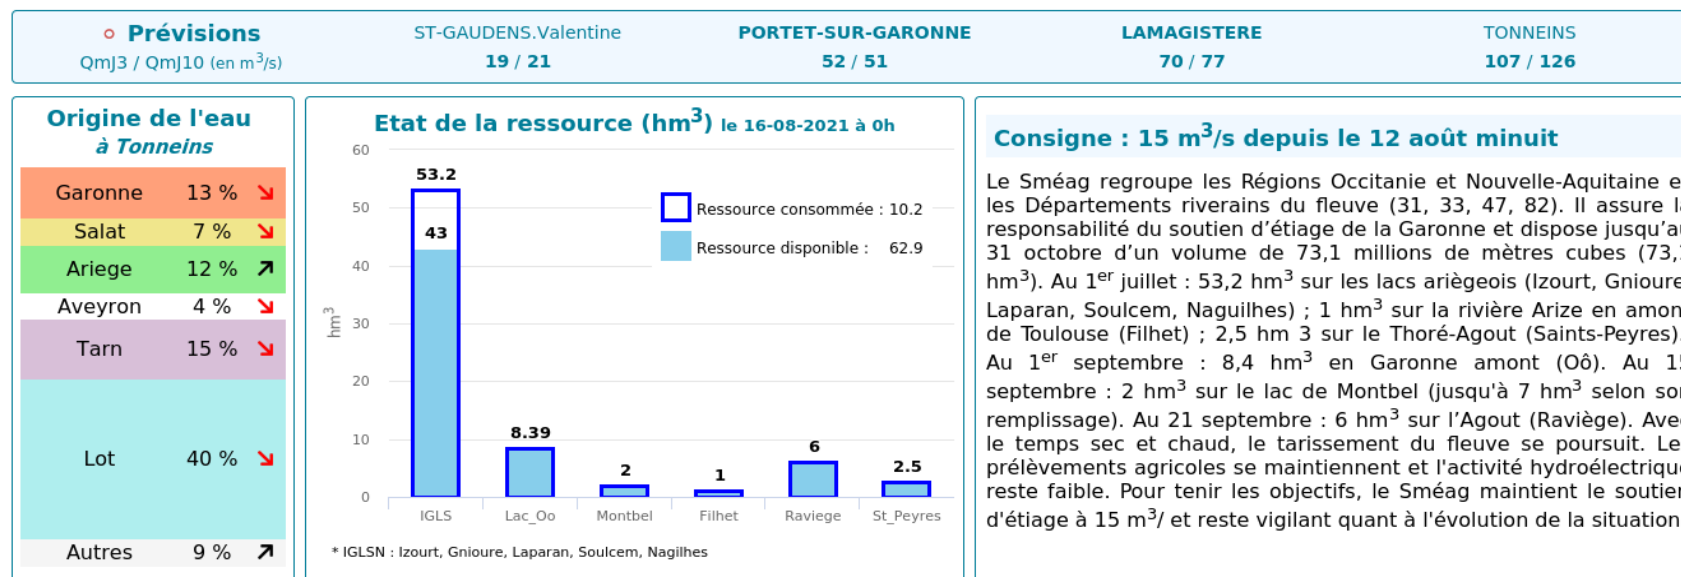 Prévisions
QmJ3 / QmJ10 (en m³/s)
ST-GAUDENS.Valentine
19 / 21
PORTET-SUR-GARONNE
52 / 51
LAMAGISTERE
70 / 77
TONNEINS
107 / 126
Origine de l'eau
à Tonneins
Garonne 13 %
Salat 7 %
Ariege 12 %
Aveyron 4 %
Tarn 15 %
Lot 40 %
Autres 9 %
Etat de la ressource (hm³) le 16-08-2021 à 0h
60
50
40
30
20
10
0
hm³
53.2
43
8.39
2
1
6
2.5
Ressource consommée : 10.2
Ressource disponible : 62.9
IGLS Lac_Oo Montbel Filhet Raviege St_Peyres
* IGLSN : Izourt, Gnioure, Laparan, Soulcem, Nagilhes
Consigne : 15 m³/s depuis le 12 août minuit
Le Sméag regroupe les Régions Occitanie et Nouvelle-Aquitaine
les Départements riverains du fleuve (31, 33, 47, 82). Il assure
responsabilité du soutien d’étiage de la Garonne et dispose jusqu’au
31 octobre d’un volume de 73,1 millions de mètres cubes (73,
hm³). Au 1er juillet : 53,2 hm³ sur les lacs ariègeois (Izourt, Gnioure
Laparan, Soulcem, Naguilhes) ; 1 hm³ sur la rivière Arize en amon
de Toulouse (Filhet) ; 2,5 hm 3 sur le Thoré-Agout (Saints-Peyres).
Au 1er septembre : 8,4 hm³ en Garonne amont (Oô). Au 15
septembre : 2 hm³ sur le lac de Montbel (jusqu'à 7 hm³ selon son
remplissage). Au 21 septembre : 6 hm³ sur l’Agout (Raviège). Avec
le temps sec et chaud, le tarissement du fleuve se poursuit. Le
prélèvements agricoles se maintiennent et l'activité hydroélectrique
reste faible. Pour tenir les objectifs, le Sméag maintient le soutien
d'étiage à 15 m³/ et reste vigilant quant à l'évolution de la situation